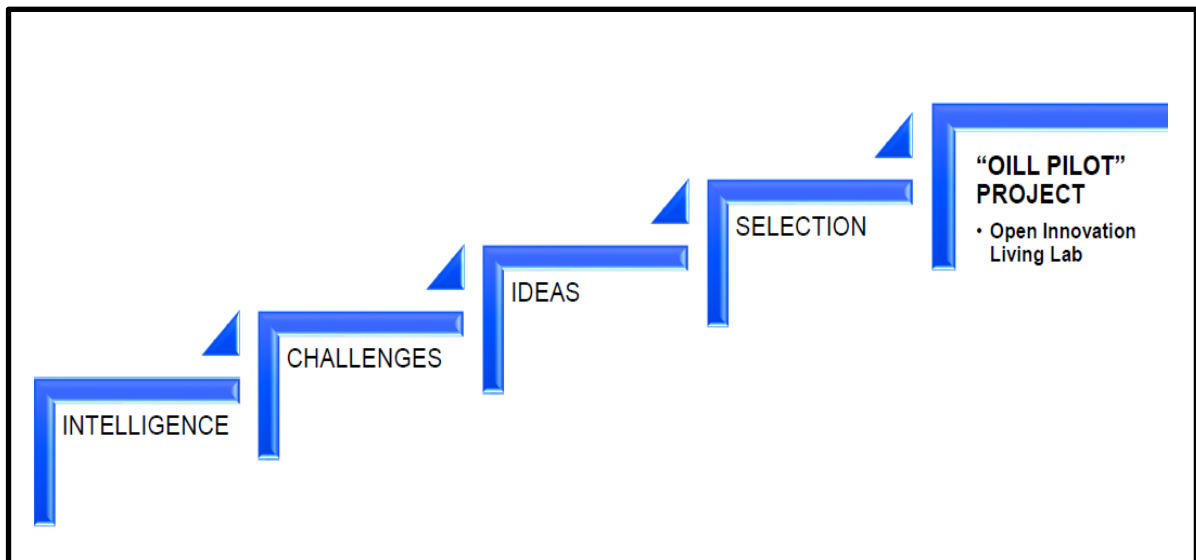 INTELLIGENCE
CHALLENGES
IDEAS
SELECTION
“OILL PILOT”
PROJECT
• Open Innovation
Living Lab